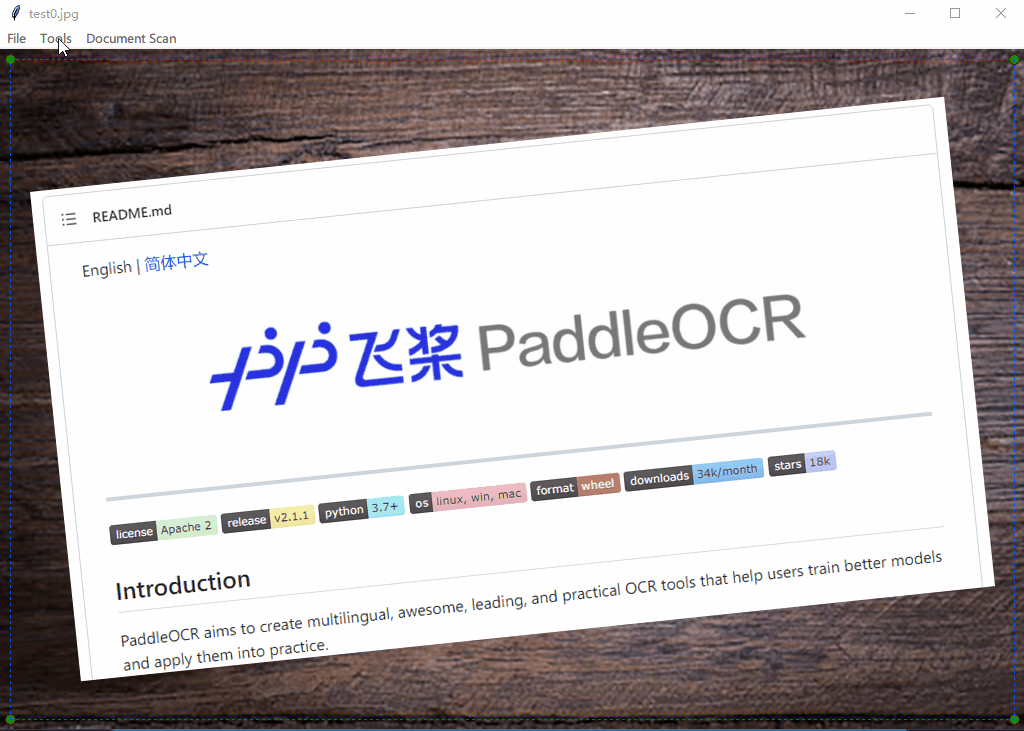 test0.jpg
File Tools Document Scan
README.md
English | 简体中文
飞桨 PaddleOCR
license Apache 2 release v2.1.1 python 3.7+ os linux, win, mac format wheel downloads 34k/month stars 18k
Introduction
PaddleOCR aims to create multilingual, awesome, leading, and practical OCR tools that help users train better models
and apply them into practice.